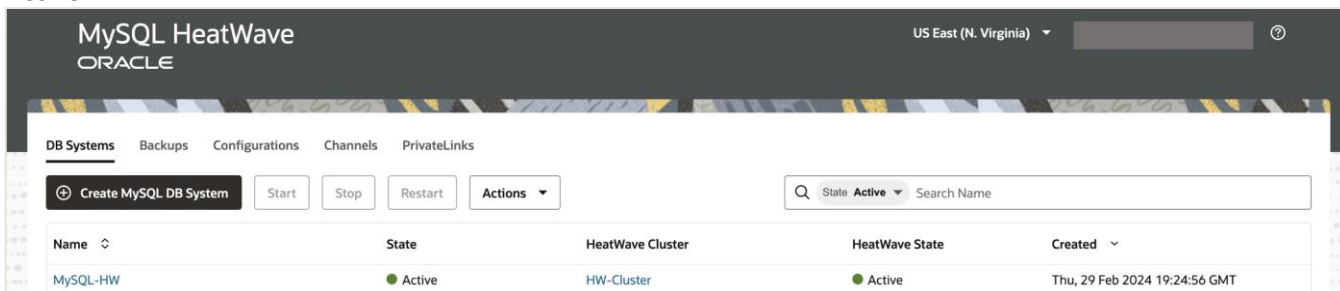 MySQL HeatWave
US East (N. Virginia)
ORACLE
DB Systems Backups Configurations Channels PrivateLinks
Create MySQL DB System Start Stop Restart Actions State Active Search Name
Name State HeatWave Cluster HeatWave State Created
MySQL-HW Active HW-Cluster Active Thu, 29 Feb 2024 19:24:56 GMT